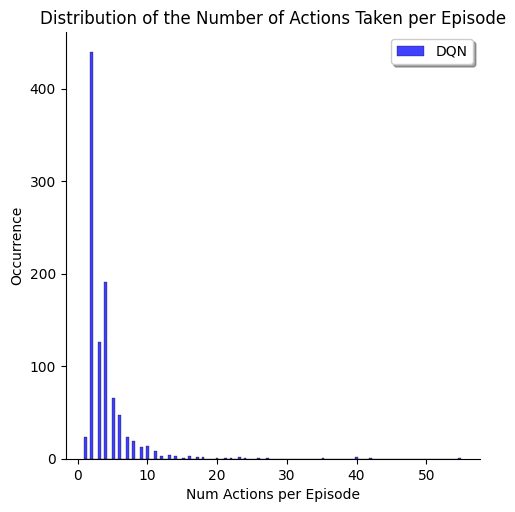 Distribution of the Number of Actions Taken per Episode
DQN
400
300
200
100
0
Occurrence
0 10 20 30 40 50
Num Actions per Episode